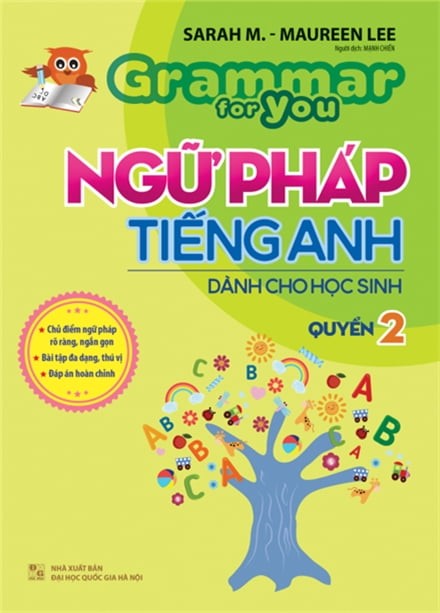 SARAH M. - MAUREEN LEE
Người dịch: MẠNH CHIẾN
Grammar
for you
NGỮ PHÁP
TIẾNG ANH
DÀNH CHO HỌC SINH
QUYỂN 2
★ Chủ điểm ngữ pháp
rõ ràng, ngắn gọn
★ Bài tập đa dạng, thú vị
★ Đáp án hoàn chỉnh
A
B
C
A
B
C
A
B
C
A
NHÀ XUẤT BẢN
ĐẠI HỌC QUỐC GIA HÀ NỘI